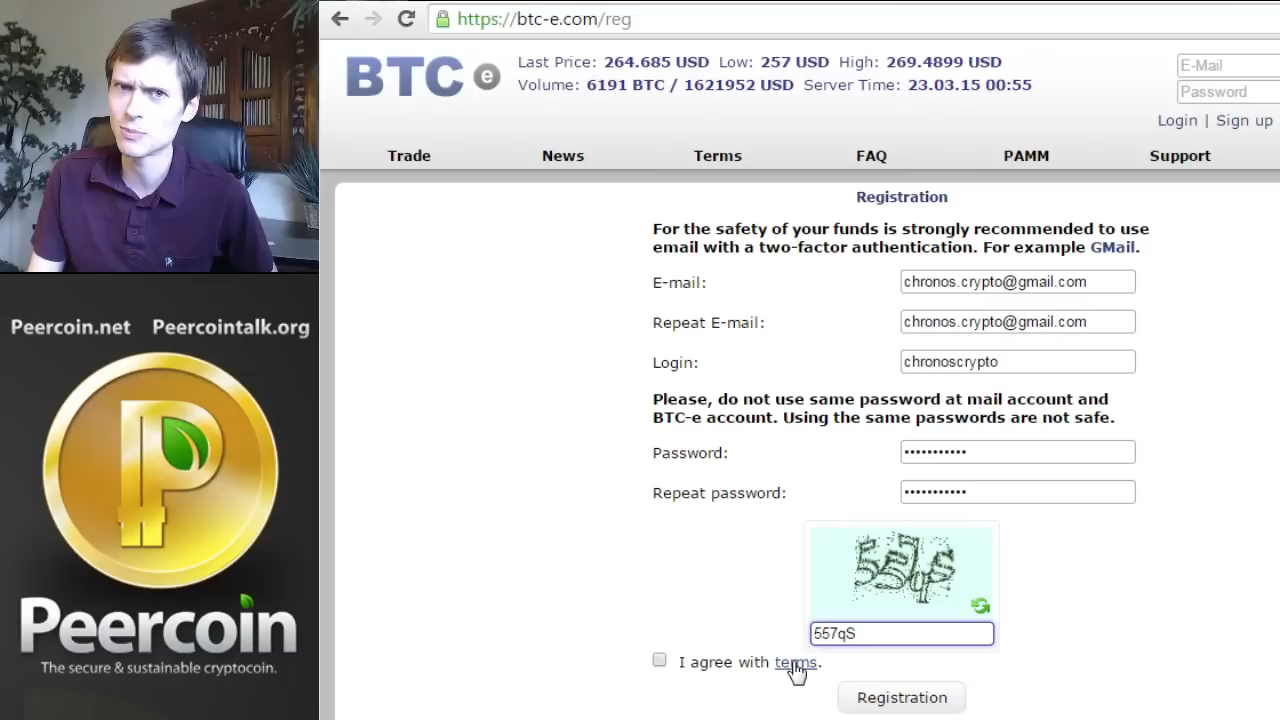 https://btc-e.com/reg
BTC e
Last Price: 264.685 USD Low: 257 USD High: 269.4899 USD
Volume: 6191 BTC / 1621952 USD Server Time: 23.03.15 00:55
E-Mail
Password
Login | Sign up
Trade News Terms FAQ PAMM Support
Registration
For the safety of your funds is strongly recommended to use
email with a two-factor authentication. For example GMail.
E-mail: chronos.crypto@gmail.com
Repeat E-mail: chronos.crypto@gmail.com
Login: chronoscrypto
Please, do not use same password at mail account and
BTC-e account. Using the same passwords are not safe.
Password: •••••••••••
Repeat password: •••••••••••
557qS
557qS
I agree with terms.
Registration
Peercoin.net Peercointalk.org
P
Peercoin
The secure & sustainable cryptocoin.